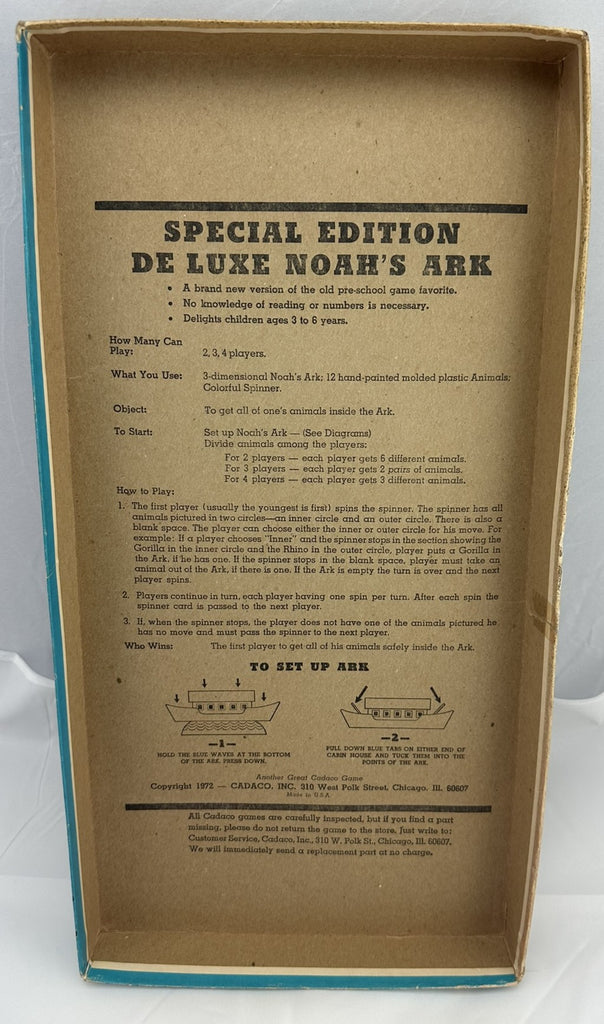 SPECIAL EDITION
DE LUXE NOAH'S ARK
• A brand new version of the old pre-school game favorite.
• No knowledge of reading or numbers is necessary.
• Delights children ages 3 to 6 years.
How Many Can
Play: 2, 3, 4 players.
What You Use: 3-dimensional Noah's Ark; 12 hand-painted molded plastic Animals;
Colorful Spinner.
Object: To get all of one's animals inside the Ark.
To Start: Set up Noah's Ark — (See Diagrams)
Divide animals among the players:
For 2 players — each player gets 6 different animals.
For 3 players — each player gets 2 pairs of animals.
For 4 players — each player gets 3 different animals.
How to Play:
1. The first player (usually the youngest is first) spins the spinner. The spinner has all
animals pictured in two circles—an inner circle and an outer circle. There is also a
blank space. The player can choose either the inner or outer circle for his move. For
example: If a player chooses "Inner" and the spinner stops in the section showing the
Gorilla in the inner circle and the Rhino in the outer circle, player puts a Gorilla in
the Ark, if he has one. If the spinner stops in the blank space, player must take an
animal out of the Ark, if there is one. If the Ark is empty the turn is over and the next
player spins.
2. Players continue in turn, each player having one spin per turn. After each spin the
spinner card is passed to the next player.
3. If, when the spinner stops, the player does not have one of the animals pictured he
has no move and must pass the spinner to the next player.
Who Wins: The first player to get all of his animals safely inside the Ark.
TO SET UP ARK
—1—
HOLD THE BLUE WAVES AT THE BOTTOM
OF THE ARK. PRESS DOWN.
—2—
PULL DOWN BLUE TABS ON EITHER END OF
CABIN HOUSE AND TUCK THEM INTO THE
POINTS OF THE ARK.
Another Great Cadaco Game
Copyright 1972 — CADACO, INC. 310 West Polk Street, Chicago, Ill. 60607
Made in U.S.A.
All Cadaco games are carefully inspected, but if you find a part
missing, please do not return the game to the store. Just write to:
Customer Service, Cadaco, Inc., 310 W. Polk St., Chicago, Ill. 60607.
We will immediately send a replacement part at no charge.